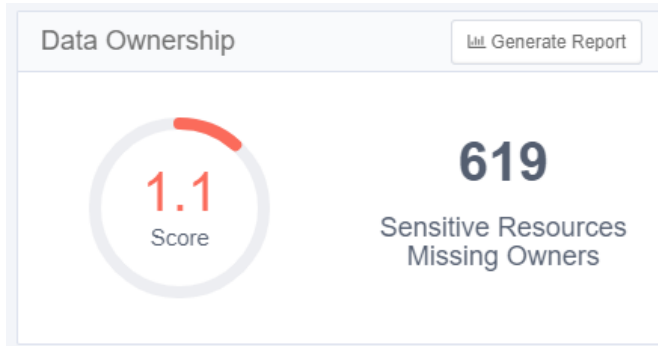 Data Ownership
Generate Report
1.1
Score
619
Sensitive Resources
Missing Owners